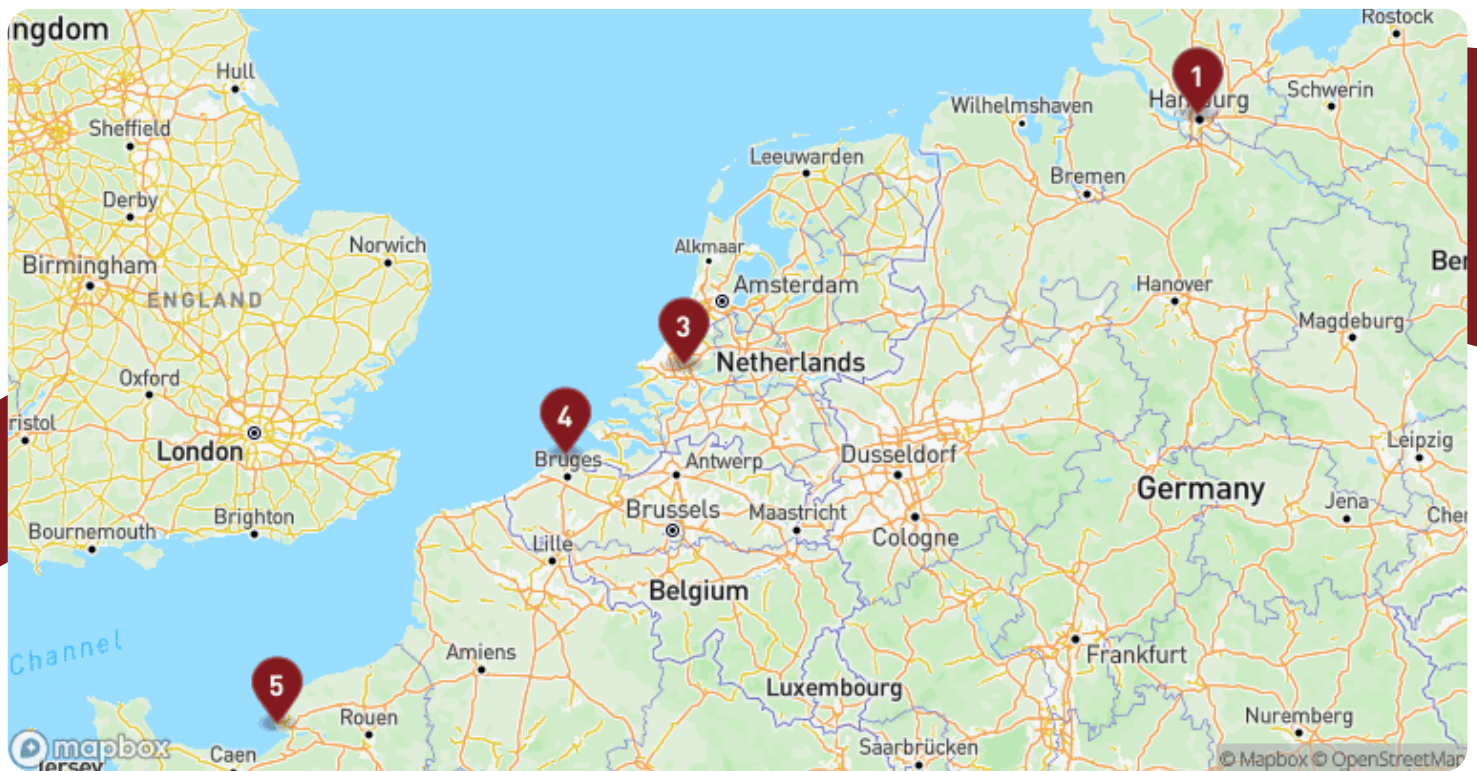 ngdom
Rostock
Hull
1
Hamburg
Schwerin
Wilhelmshaven
Sheffield
Leeuwarden
Bremen
Derby
Norwich
Alkmaar
Birmingham
Ber
ENGLAND
Amsterdam
Hanover
3
Magdeburg
Netherlands
Oxford
4
ristol
London
Bruges
Antwerp
Dusseldorf
Leipzig
Germany
Bournemouth
Brighton
Brussels
Maastricht
Jena
Cher
Lille
Cologne
Belgium
Channel
Amiens
Frankfurt
5
Luxembourg
Rouen
Nuremberg
mapbox
Caen
Saarbrücken
Jersey
© Mapbox © OpenStreetMap